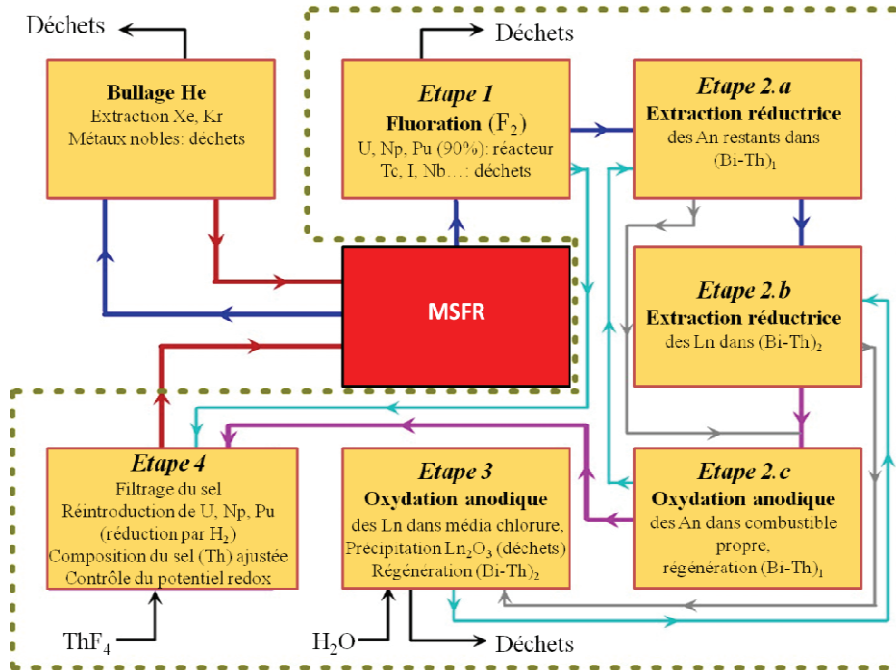 Déchets
Bullage He
Extraction Xe, Kr
Métaux nobles: déchets
Déchets
Etape 1
Fluoration (F₂)
U, Np, Pu (90%): réacteur
Tc, I, Nb…: déchets
Etape 2.a
Extraction réductrice
des An restants dans
(Bi-Th)₁
MSFR
Etape 2.b
Extraction réductrice
des Ln dans (Bi-Th)₂
Etape 4
Filtrage du sel
Réintroduction de U, Np, Pu
(réduction par H₂)
Composition du sel (Th) ajustée
Contrôle du potentiel redox
Etape 3
Oxydation anodique
des Ln dans média chlorure,
Précipitation Ln₂O₃ (déchets)
Régénération (Bi-Th)₂
Etape 2.c
Oxydation anodique
des An dans combustible
propre,
régénération (Bi-Th)₁
ThF₄
H₂O
Déchets